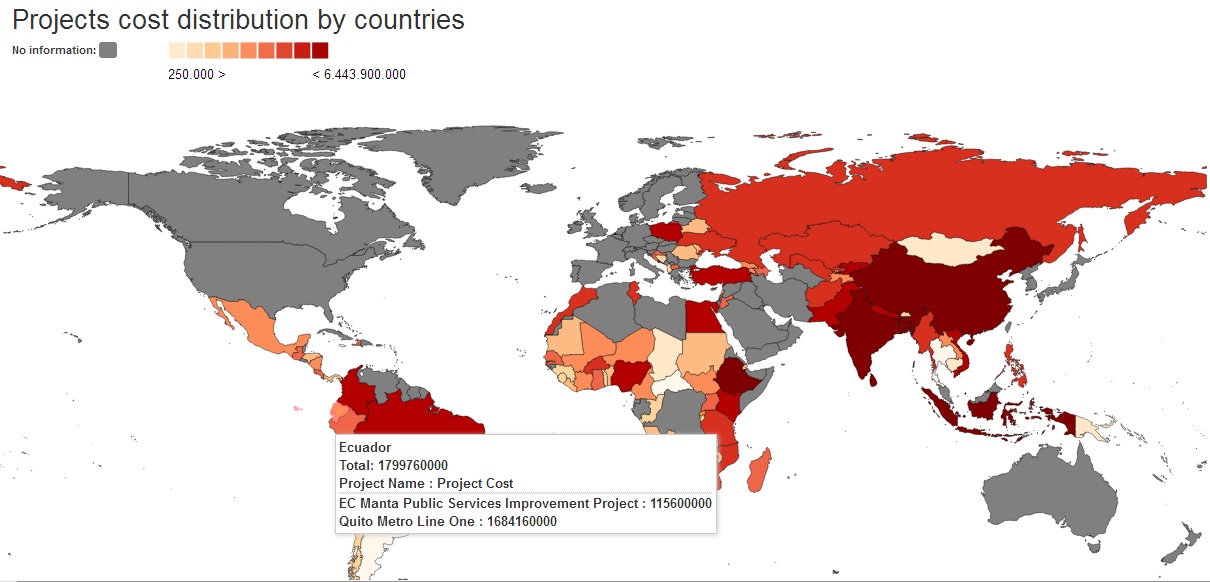 Projects cost distribution by countries
No information:
250.000 > < 6.443.900.000
Ecuador
Total: 1799760000
Project Name : Project Cost
EC Manta Public Services Improvement Project : 115600000
Quito Metro Line One : 1684160000